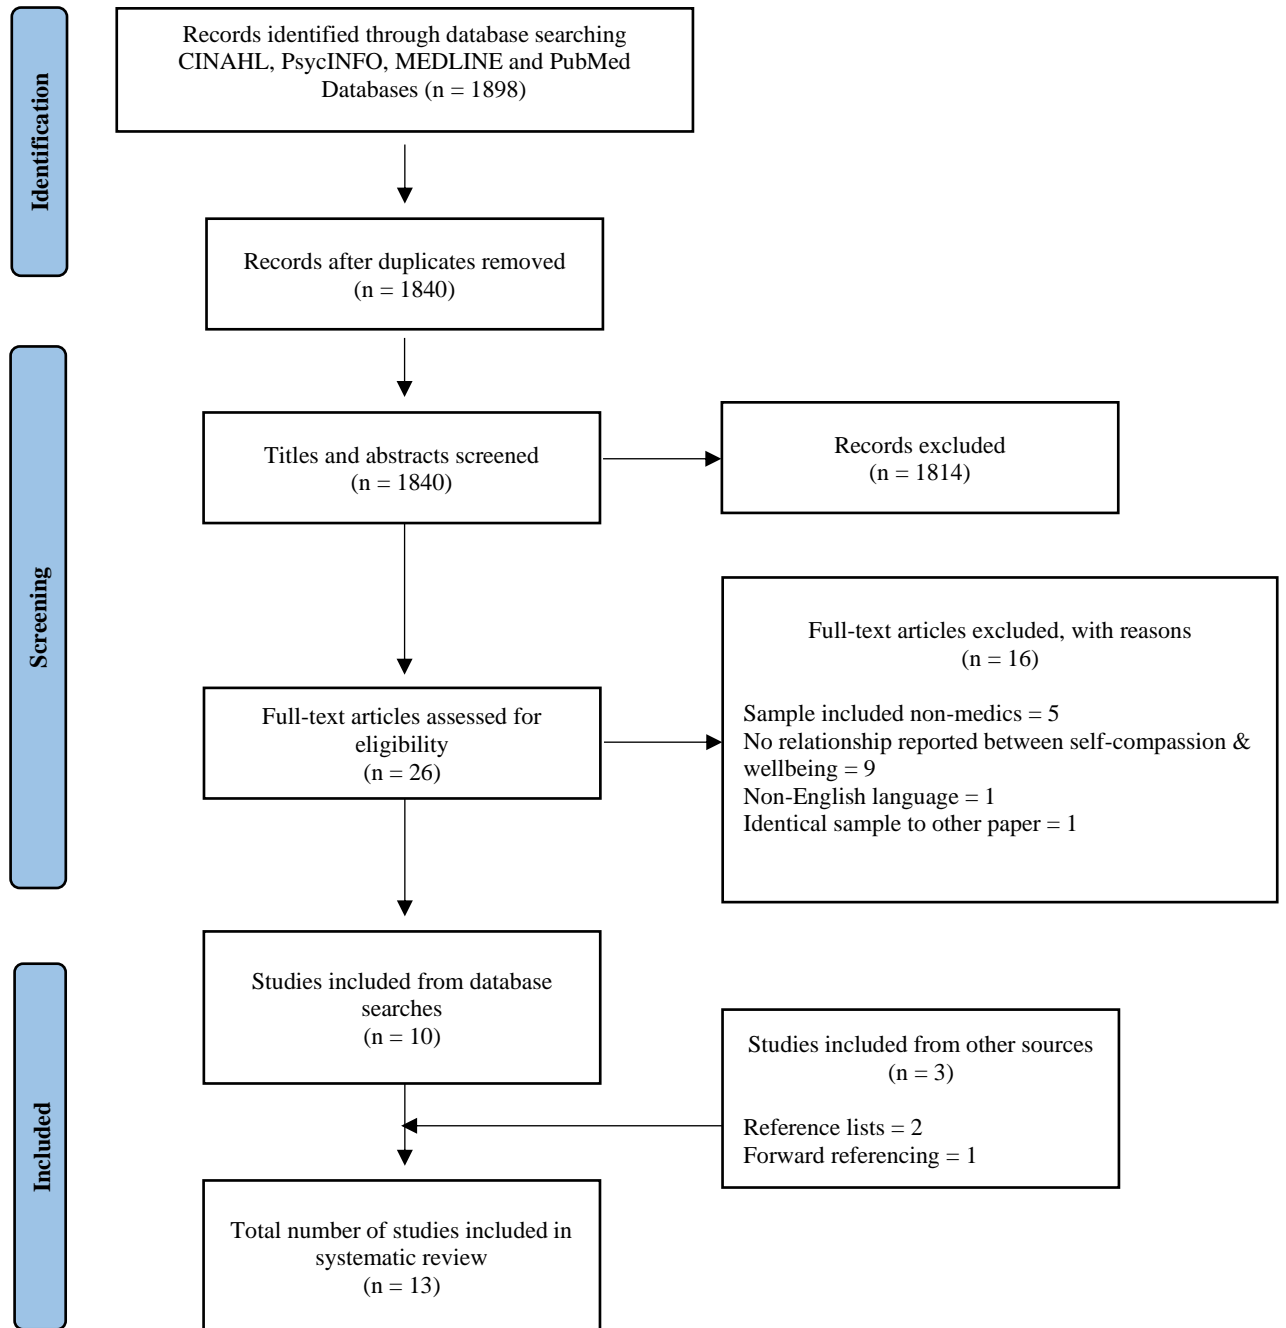 Identification
Records identified through database searching
CINAHL, PsycINFO, MEDLINE and PubMed
Databases (n = 1898)
Records after duplicates removed
(n = 1840)
Screening
Titles and abstracts screened
(n = 1840)
Records excluded
(n = 1814)
Full-text articles assessed for
eligibility
(n = 26)
Full-text articles excluded, with reasons
(n = 16)
Sample included non-medics = 5
No relationship reported between self-compassion &
wellbeing = 9
Non-English language = 1
Identical sample to other paper = 1
Included
Studies included from database
searches
(n = 10)
Studies included from other sources
(n = 3)
Reference lists = 2
Forward referencing = 1
Total number of studies included in
systematic review
(n = 13)